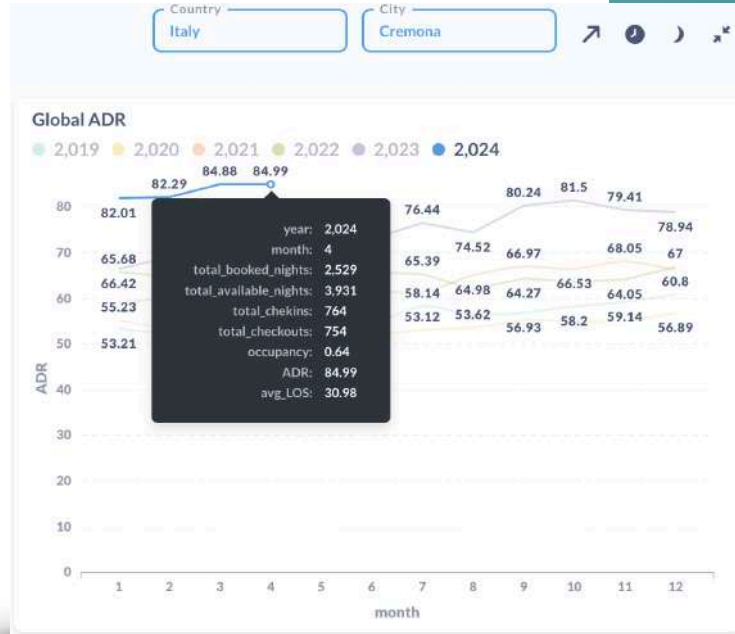 Country
City
Italy
Cremona
Global ADR
2,019 2,020 2,021 2,022 2,023 2,024
82.01 82.29 84.88 84.99
76.44 74.52 80.24 81.5 79.41 78.94
65.68
66.42
55.23
53.21
65.39 66.97 68.05 67
58.14 64.98 64.27 66.53 64.05 60.8
53.12 53.62 56.93 58.2 59.14 56.89
year: 2,024
month: 4
total_booked_nights: 2,529
total_available_nights: 3,931
total_chekins: 764
total_checkouts: 754
occupancy: 0.64
ADR: 84.99
avg_LOS: 30.98
ADR
80
70
60
50
40
30
20
10
0
1 2 3 4 5 6 7 8 9 10 11 12
month